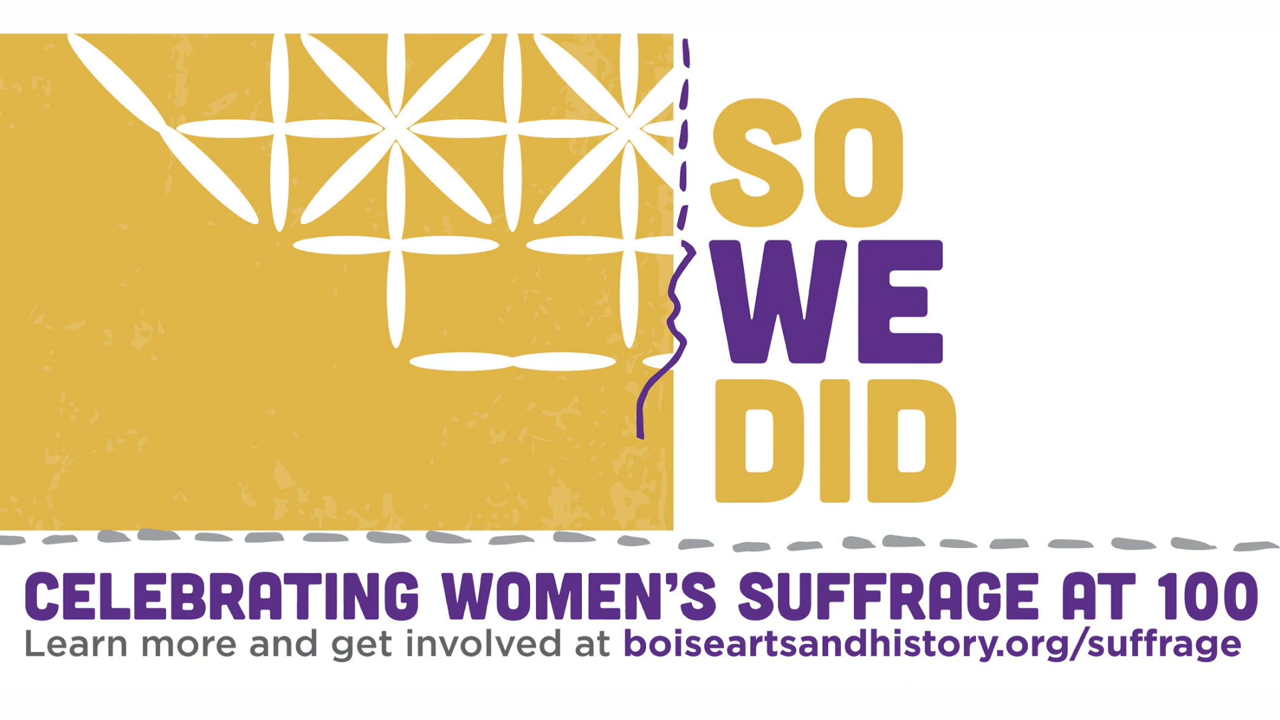 SO
WE
DID
CELEBRATING WOMEN'S SUFFRAGE AT 100
Learn more and get involved at boiseartsandhistory.org/suffrage